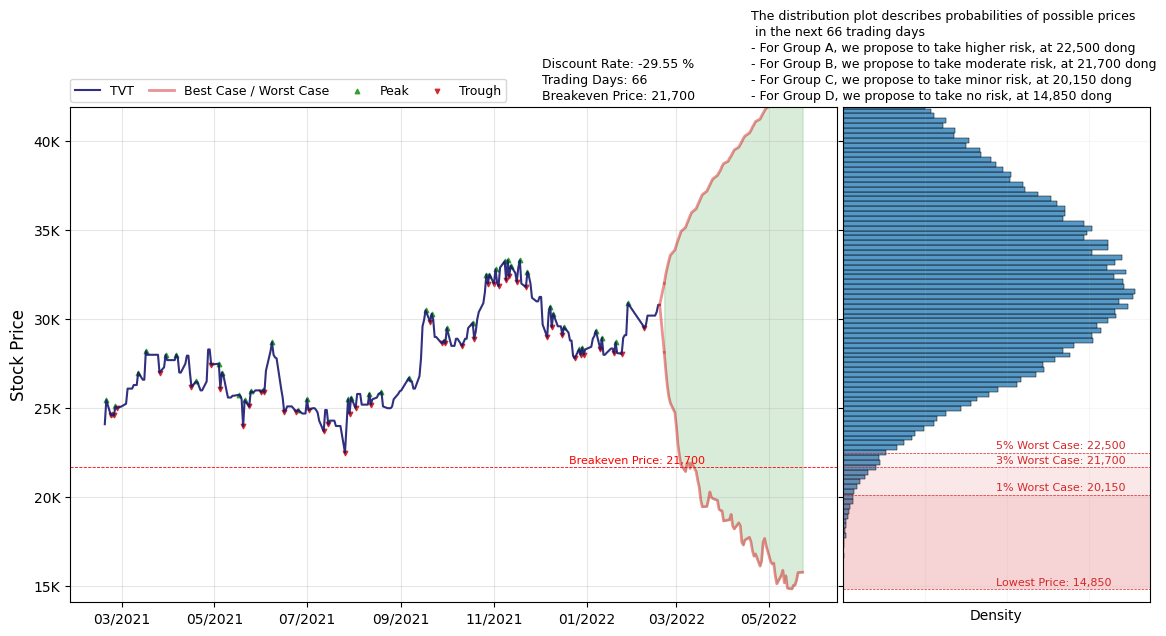 The distribution plot describes probabilities of possible prices
in the next 66 trading days
- For Group A, we propose to take higher risk, at 22,500 dong
- For Group B, we propose to take moderate risk, at 21,700 dong
- For Group C, we propose to take minor risk, at 20,150 dong
- For Group D, we propose to take no risk, at 14,850 dong
Discount Rate: -29.55 %
Trading Days: 66
Breakeven Price: 21,700
TVT
Best Case / Worst Case
Peak
Trough
Stock Price
40K
35K
30K
25K
20K
15K
Breakeven Price: 21,700
03/2021
05/2021
07/2021
09/2021
11/2021
01/2022
03/2022
05/2022
5% Worst Case: 22,500
3% Worst Case: 21,700
1% Worst Case: 20,150
Lowest Price: 14,850
Density